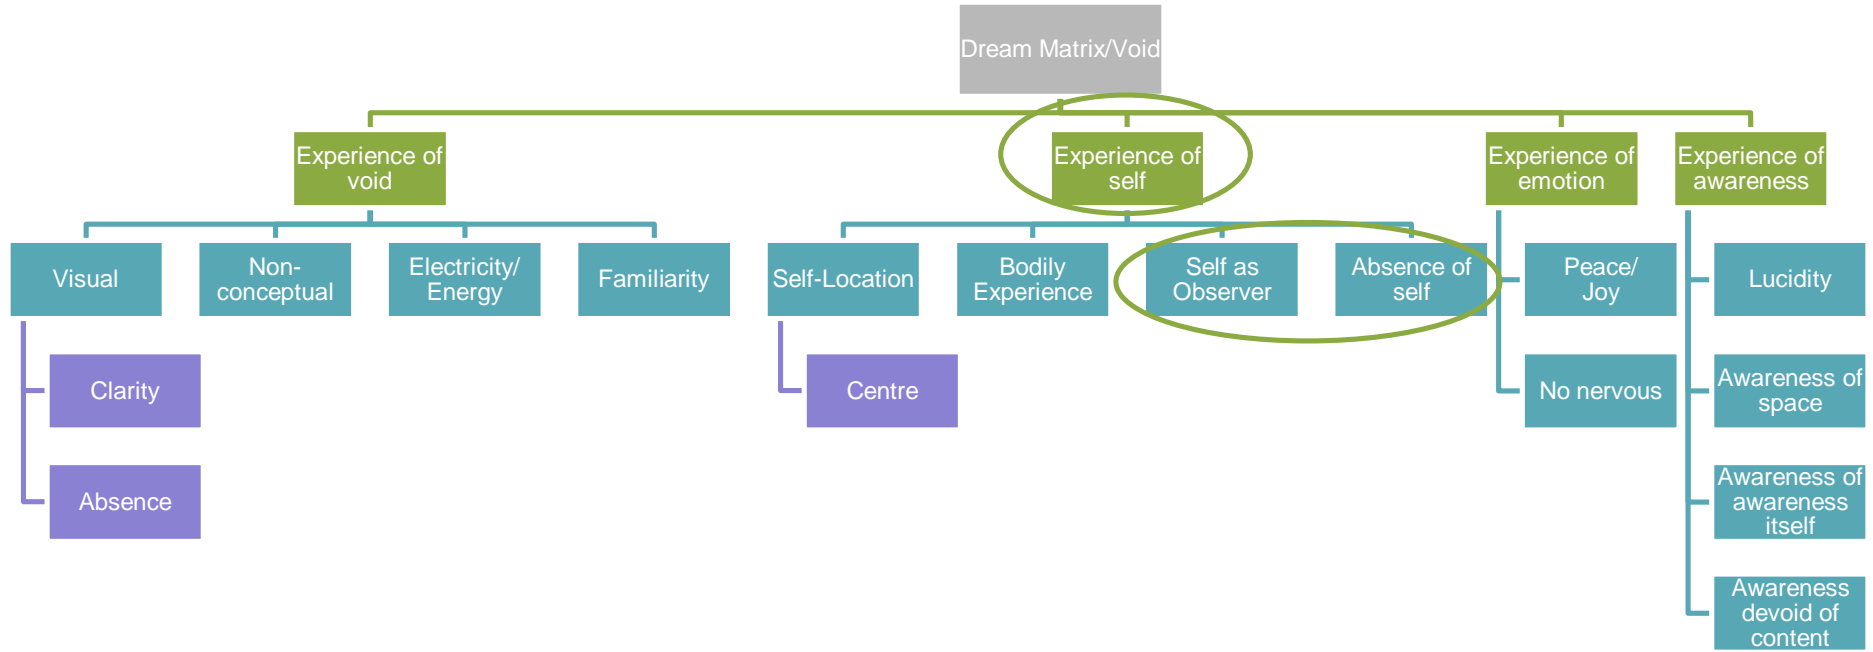 Dream Matrix/Void
Experience of
void
Experience of
self
Experience of
emotion
Experience of
awareness
Visual
Non-
conceptual
Electricity/
Energy
Familiarity
Self-Location
Bodily
Experience
Self as
Observer
Absence of
self
Peace/
Joy
Lucidity
Clarity
Centre
No nervous
Awareness of
space
Absence
Awareness of
awareness
itself
Awareness
devoid of
content